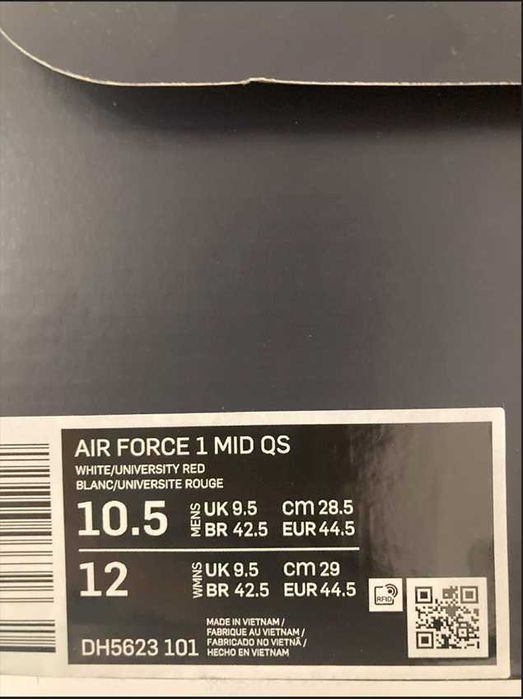 AIR FORCE 1 MID QS
WHITE/UNIVERSITY RED
BLANC/UNIVERSITE ROUGE
10.5 MENS UK 9.5 cm 28.5
BR 42.5 EUR 44.5
12 WMNS UK 9.5 cm 29
BR 42.5 EUR 44.5
RFID
MADE IN VIETNAM /
FABRIQUE AU VIETNAM /
FABRICADO NO VIETNÃ /
DH5623 101 HECHO EN VIETNAM